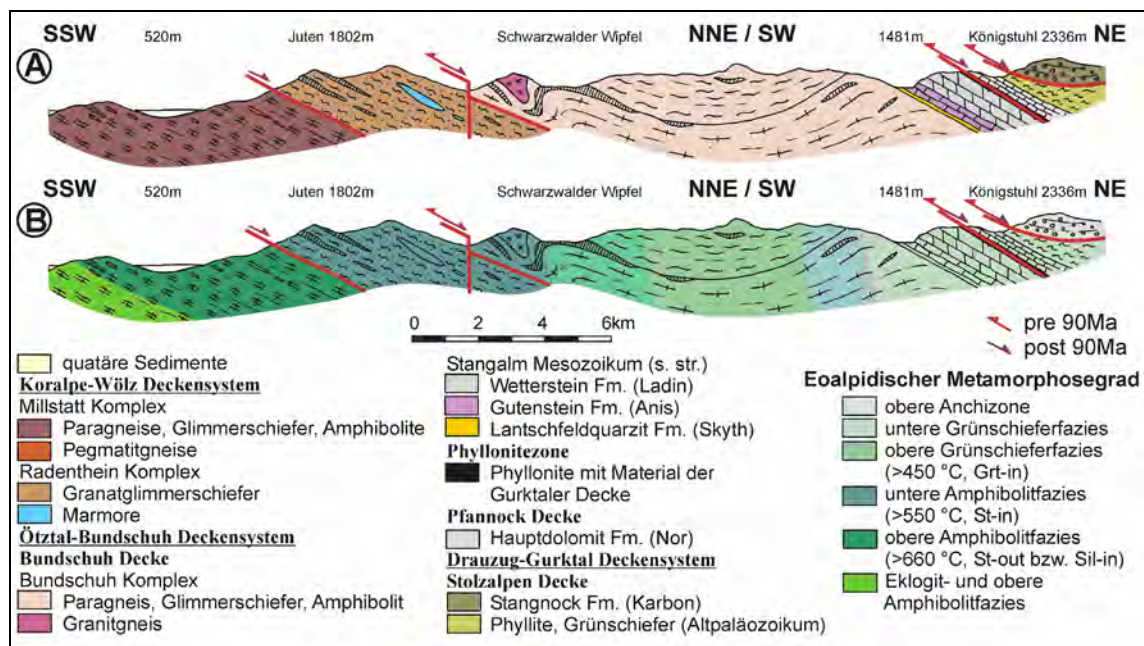 SSW 520m Juten 1802m Schwarzwalder Wipfel NNE / SW 1481m Königstuhl 2336m NE
A
SSW 520m Juten 1802m Schwarzwalder Wipfel NNE / SW 1481m Königstuhl 2336m NE
B
0 2 4 6km
pre 90Ma
post 90Ma
quatäre Sedimente
Koralpe-Wölz Deckensystem
Millstatt Komplex
Paragneise, Glimmerschiefer, Amphibolite
Pegmatitgneise
Radenthein Komplex
Granatglimmerschiefer
Marmore
Ötztal-Bundschuh Deckensystem
Bundschuh Decke
Bundschuh Komplex
Paragneis, Glimmerschiefer, Amphibolit
Granitgneis
Stangalm Mesozoikum (s. str.)
Wetterstein Fm. (Ladin)
Gutenstein Fm. (Anis)
Lantschfeldquarzit Fm. (Skyth)
Phyllonitezone
Phyllonite mit Material der
Gurktaler Decke
Pfannock Decke
Hauptdolomit Fm. (Nor)
Drauzug-Gurktal Deckensystem
Stolzalpen Decke
Stangnock Fm. (Karbon)
Phyllite, Grünschiefer (Altpaläozoikum)
Eoalpidischer Metamorphosegrad
obere Anchizone
untere Grünschieferfazies
obere Grünschieferfazies
(>450 °C, Grt-in)
untere Amphibolitfazies
(>550 °C, St-in)
obere Amphibolitfazies
(>660 °C, St-out bzw. Sil-in)
Eklogit- und obere
Amphibolitfazies